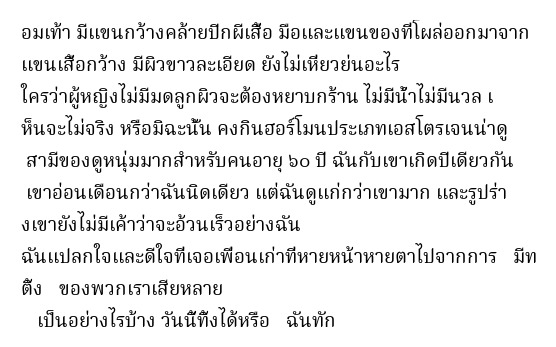 อมเท้า มีแขนกว้างคล้ายปีกผีเสื้อ มือและแขนของที่โผล่ออกมาจาก
แขนเสื้อกว้าง มีผิวขาวละเอียด ยังไม่เหี่ยวย่นอะไร
ใครว่าผู้หญิงไม่มีมดลูกผิวจะต้องหยาบกร้าน ไม่มีน้ำไม่มีนวล เ
ห็นจะไม่จริง หรือมิฉะนั้น คงกินฮอร์โมนประเภทเอสโตรเจนน่าดู
สามีของดูหนุ่มมากสำหรับคนอายุ ๖๐ ปี ฉันกับเขาเกิดปีเดียวกัน
เขาอ่อนเดือนกว่าฉันนิดเดียว แต่ฉันดูแก่กว่าเขามาก และรูปร่า
งเขายังไม่มีเค้าว่าจะอ้วนเร็วอย่างฉัน
ฉันแปลกใจและดีใจที่เจอเพื่อนเก่าที่หายหน้าหายตาไปจากการ   มีท
ติ้ง   ของพวกเราเสียหลาย
เป็นอย่างไรบ้าง วันนี้ทิ้งได้หรือ   ฉันทัก